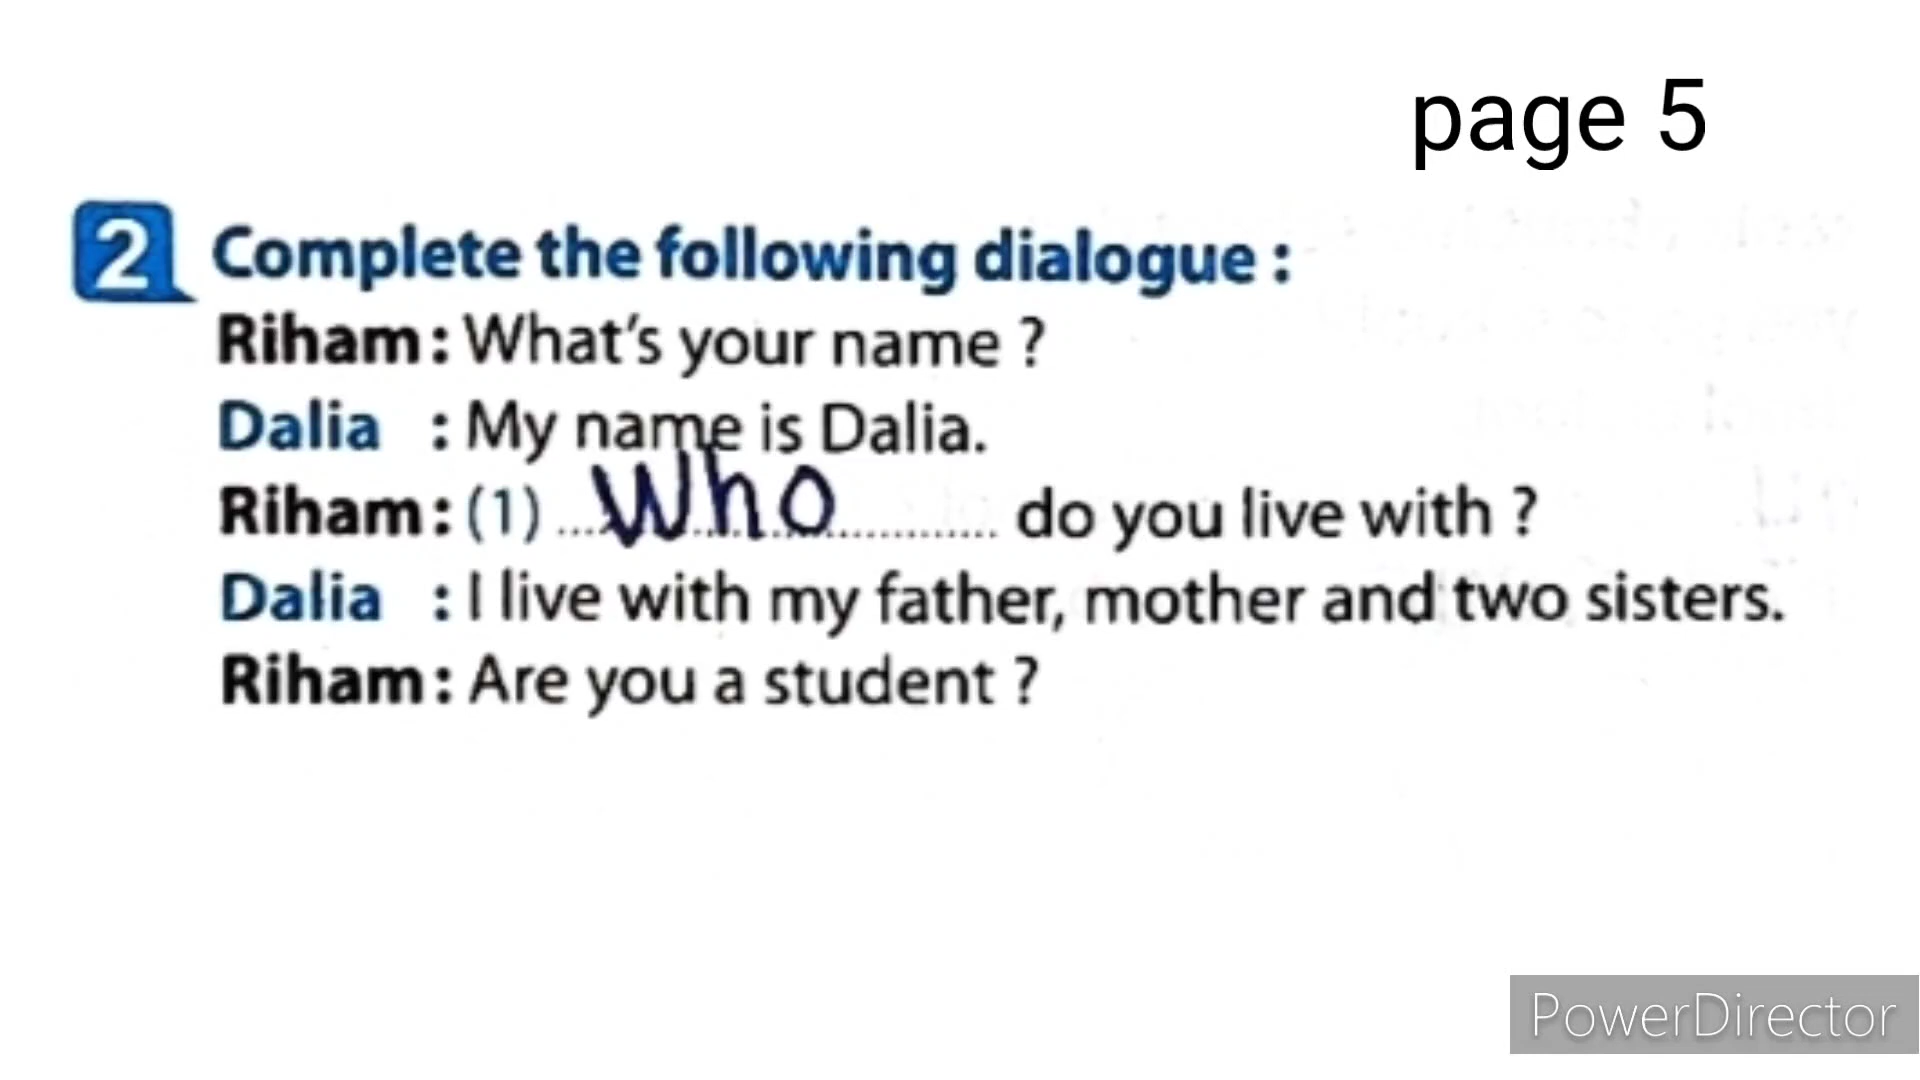 page 5
2 Complete the following dialogue :
Riham : What's your name ?
Dalia : My name is Dalia.
Riham : (1) ....Who.................... do you live with ?
Dalia : I live with my father, mother and two sisters.
Riham : Are you a student ?
PowerDirector